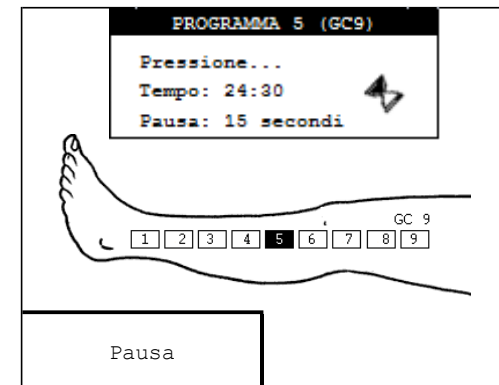 PROGRAMMA 5 (GC9)
Pressione...
Tempo: 24:30
Pausa: 15 secondi
GC 9
1 2 3 4 5 6 7 8 9
Pausa